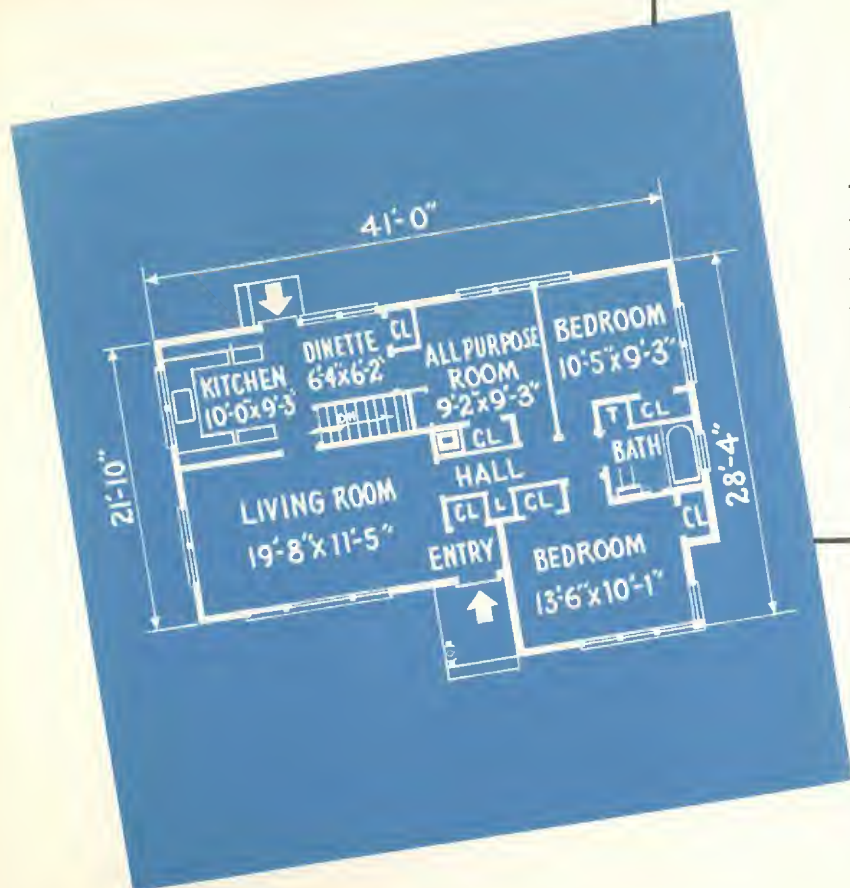 41'-0"
21'-10"
28'-4"
KITCHEN
10'-0"x9'-3"
DINETTE
6'-4"x6'-2"
CL
ALL PURPOSE
ROOM
9'-2"x9'-3"
BEDROOM
10'-5"x9'-3"
DN
CL
T
CL
BATH
HALL
LIVING ROOM
19'-8"x11'-5"
CL
L
CL
CL
ENTRY
BEDROOM
13'-6"x10'-1"